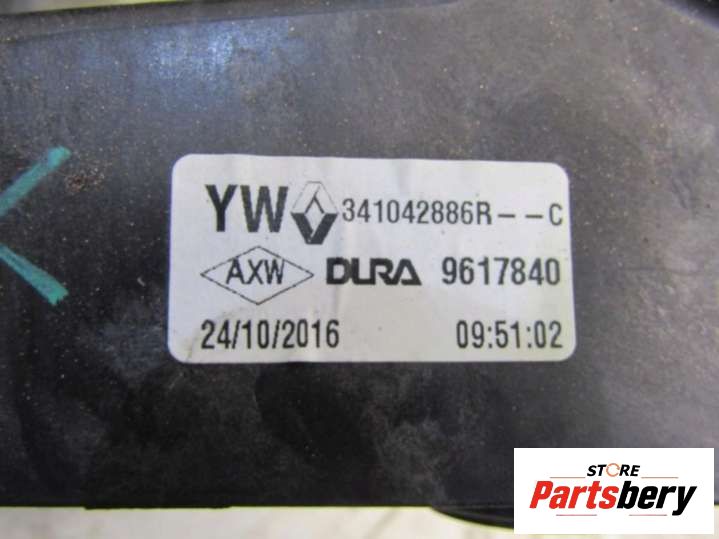 YW 341042886R--C
AXW DURA 9617840
24/10/2016 09:51:02
STORE
Partsbery